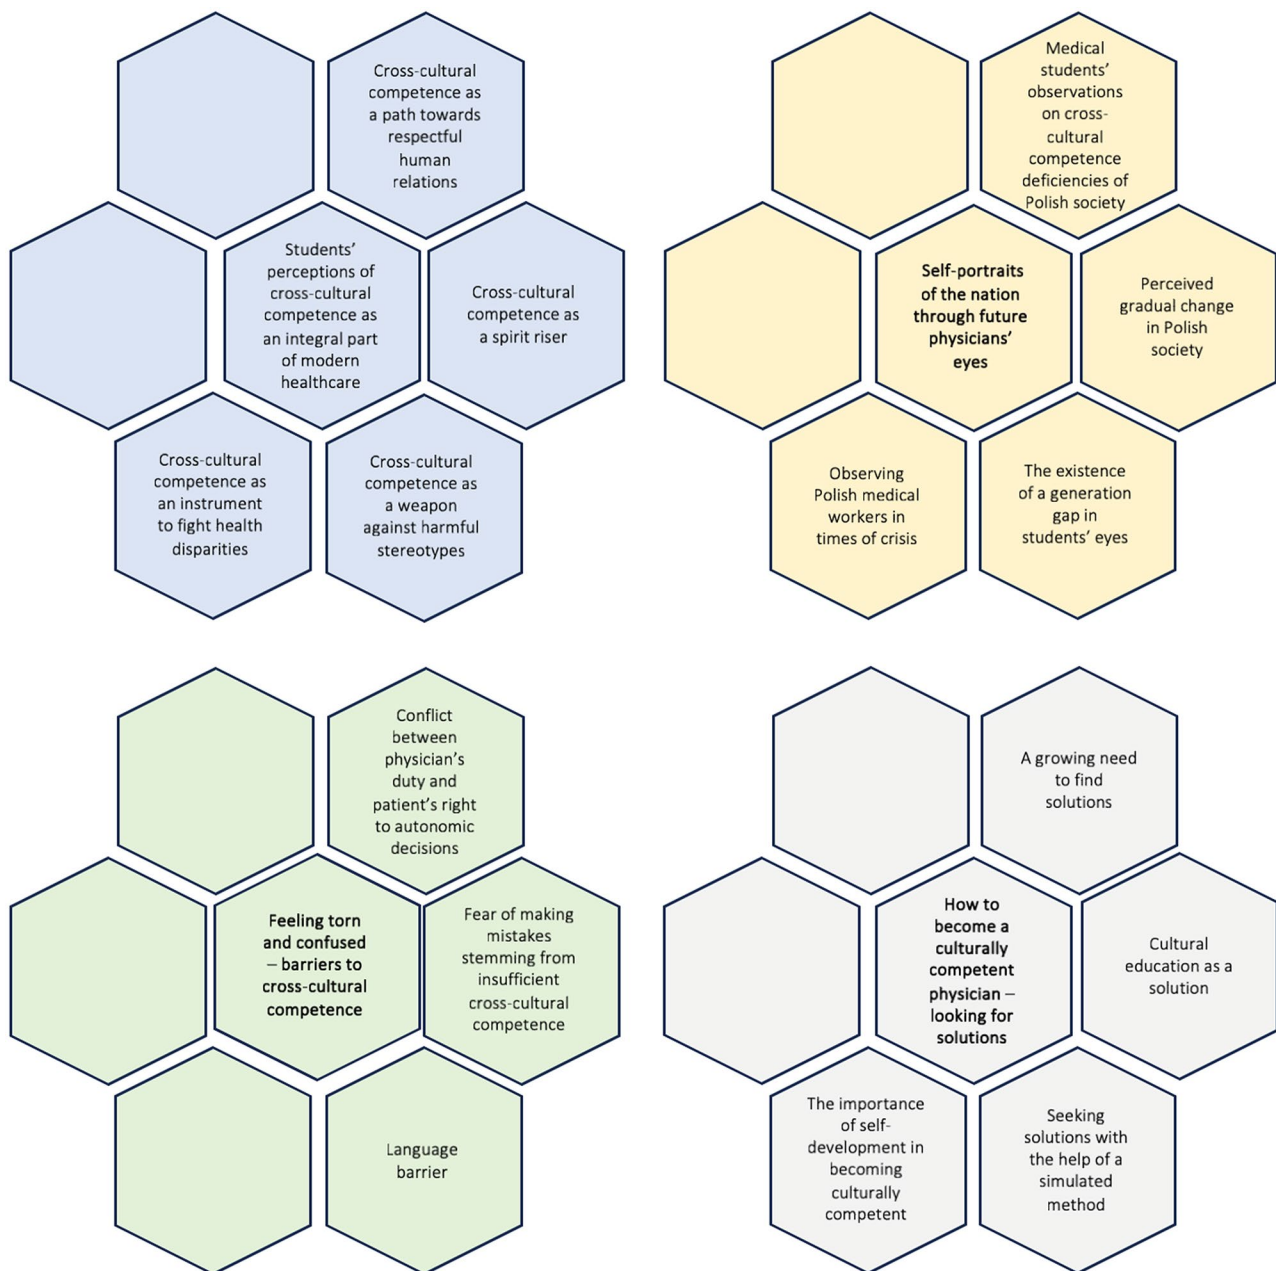 Cross-cultural
competence as
a path towards
respectful
human
relations
Students’
perceptions of
cross-cultural
competence as
an integral part
of modern
healthcare
Cross-cultural
competence as
a spirit riser
Cross-cultural
competence as
an instrument
to fight health
disparities
Cross-cultural
competence as
a weapon
against harmful
stereotypes
Medical
students’
observations
on cross-
cultural
competence
deficiencies of
Polish society
Self-portraits
of the nation
through future
physicians’
eyes
Perceived
gradual change
in Polish
society
Observing
Polish medical
workers in
times of crisis
The existence
of a generation
gap in
students’ eyes
Conflict
between
physician’s
duty and
patient’s right
to autonomic
decisions
Feeling torn
and confused
– barriers to
cross-cultural
competence
Fear of making
mistakes
stemming from
insufficient
cross-cultural
competence
Language
barrier
A growing need
to find
solutions
How to
become a
culturally
competent
physician –
looking for
solutions
Cultural
education as a
solution
The importance
of self-
development in
becoming
culturally
competent
Seeking
solutions with
the help of a
simulated
method